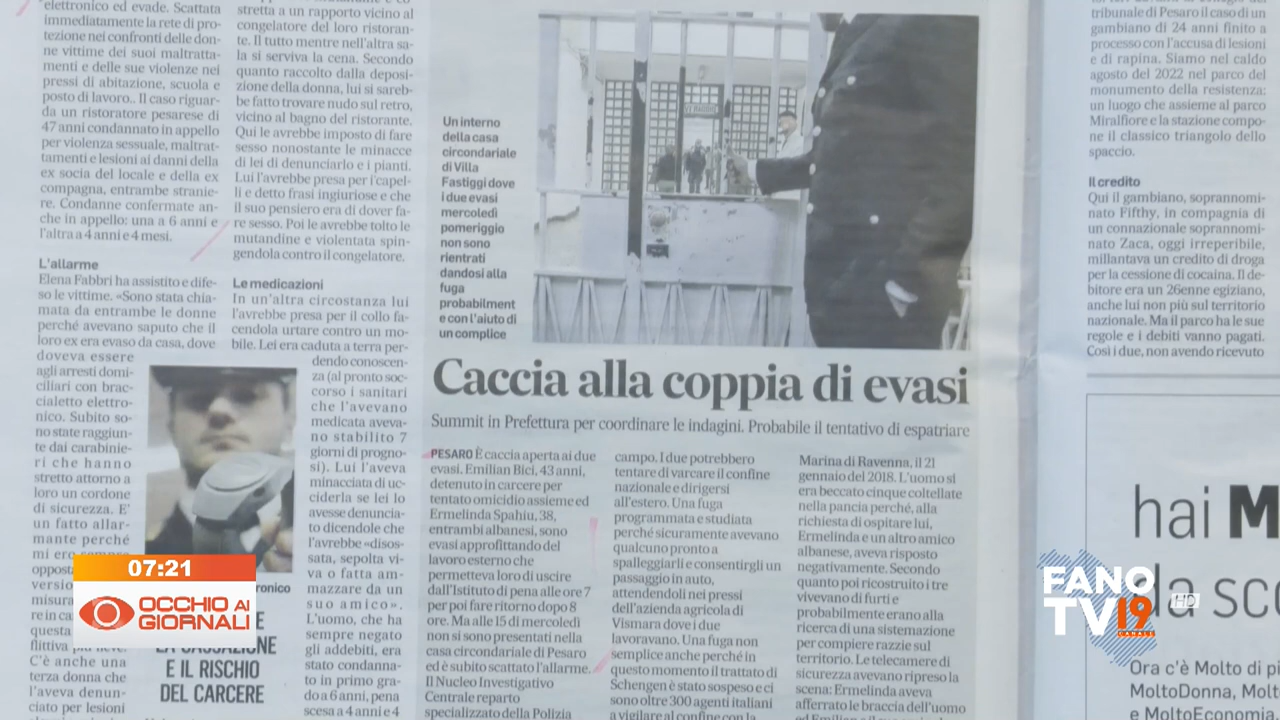 elettronico ed evade. Scattata
immediatamente la rete di pro-
tezione nei confronti delle don-
ne vittime dei suoi maltratta-
menti e delle sue violenze nei
pressi di abitazione, scuola e
posto di lavoro.. Il caso riguar-
da un ristoratore pesarese di
47 anni condannato in appello
per violenza sessuale, maltrat-
tamenti e lesioni ai danni della
ex socia del locale e della ex
compagna, entrambe stranie-
re. Condanne confermate an-
che in appello: una a 6 anni e
l'altra a 4 anni e 4 mesi.
L'allarme
Elena Fabbri ha assistito e dife-
so le vittime. «Sono stata chia-
mata da entrambe le donne
perché avevano saputo che il
loro ex era evaso da casa, dove
doveva essere
agli arresti domi-
ciliari con brac-
cialetto elettro-
nico. Subito so-
no state raggiun-
te dai carabinie-
ri che hanno
stretto attorno a
loro un cordone
di sicurezza. E'
un fatto allar-
mante perché
mi ero sempre
opposta
versio
misura
re in ca
questa
flittiva più lieve.
C'è anche una
terza donna che
l'aveva denun-
ciato per lesioni
stretta a un rapporto vicino al
congelatore del loro ristoran-
te. Il tutto mentre nell'altra sa-
la si serviva la cena. Secondo
quanto raccolto dalla deposi-
zione della donna, lui si sareb-
be fatto trovare nudo sul retro,
vicino al bagno del ristorante.
Qui le avrebbe imposto di fare
sesso nonostante le minacce
di lei di denunciarlo e i pianti.
Lui l'avrebbe presa per i capel-
li e detto frasi ingiuriose e che
il suo pensiero era di dover fa-
re sesso. Poi le avrebbe tolto le
mutandine e violentata spin-
gendola contro il congelatore.
Le medicazioni
In un'altra circostanza lui
l'avrebbe presa per il collo fa-
cendola urtare contro un mo-
bile. Lei era caduta a terra per-
dendo conoscen-
za (al pronto soc-
corso i sanitari
che l'avevano
medicata aveva-
no stabilito 7
giorni di progno-
si). Lui l'aveva
minacciata di uc-
ciderla se lei lo
avesse denuncia-
to dicendole che
l'avrebbe «disos-
sata, sepolta vi-
va o fatta am-
mazzare da un
suo amico».
L'uomo, che ha
sempre negato
gli addebiti, era
stato condanna-
to in primo gra-
do a 6 anni, pena
scesa a 4 anni e 4
ronico
LA CASSAZIONE
E IL RISCHIO
DEL CARCERE
Un interno
della casa
circondariale
di Villa
Fastiggi dove
i due evasi
mercoledì
pomeriggio
non sono
rientrati
dandosi alla
fuga
probabilment
e con l'aiuto di
un complice
Caccia alla coppia di evasi
Summit in Prefettura per coordinare le indagini. Probabile il tentativo di espatriare
PESARO È caccia aperta ai due
evasi. Emilian Bici, 43 anni,
detenuto in carcere per
tentato omicidio assieme ed
Ermelinda Spahiu, 38,
entrambi albanesi, sono
evasi approfittando del
lavoro esterno che
permetteva loro di uscire
dall'Istituto di pena alle ore 7
per poi fare ritorno dopo 8
ore. Ma alle 15 di mercoledì
non si sono presentati nella
casa circondariale di Pesaro
ed è subito scattato l'allarme.
Il Nucleo Investigativo
Centrale reparto
specializzato della Polizia
campo. I due potrebbero
tentare di varcare il confine
nazionale e dirigersi
all'estero. Una fuga
programmata e studiata
perché sicuramente avevano
qualcuno pronto a
spalleggiarli e consentirgli un
passaggio in auto,
attendendoli nei pressi
dell'azienda agricola di
Vismara dove i due
lavoravano. Una fuga non
semplice anche perché in
questo momento il trattato di
Schengen è stato sospeso e ci
sono oltre 300 agenti italiani
a vigilare al confine con la
Marina di Ravenna, il 21
gennaio del 2018. L'uomo si
era beccato cinque coltellate
nella pancia perché, alla
richiesta di ospitare lui,
Ermelinda e un altro amico
albanese, aveva risposto
negativamente. Secondo
quanto poi ricostruito i tre
vivevano di furti e
probabilmente erano alla
ricerca di una sistemazione
per compiere razzie sul
territorio. Le telecamere di
sicurezza avevano ripreso la
scena: Ermelinda aveva
afferrato le braccia dell'uomo
tribunale di Pesaro il caso di un
gambiano di 24 anni finito a
processo con l'accusa di lesioni
e di rapina. Siamo nel caldo
agosto del 2022 nel parco del
monumento della resistenza:
un luogo che assieme al parco
Miralfiore e la stazione compo-
ne il classico triangolo dello
spaccio.
Il credito
Qui il gambiano, soprannomi-
nato Fifthy, in compagnia di
un connazionale soprannomi-
nato Zaca, oggi irreperibile,
millantava un credito di droga
per la cessione di cocaina. Il de-
bitore era un 26enne egiziano,
anche lui non più sul territorio
nazionale. Ma il parco ha le sue
regole e i debiti vanno pagati.
Così i due, non avendo ricevuto
hai M
da sc
Ora c'è Molto di pi
MoltoDonna, Molt
e MoltoEconomia
07:21
OCCHIO AI
GIORNALI
FANO
TV19
CANALE
HD